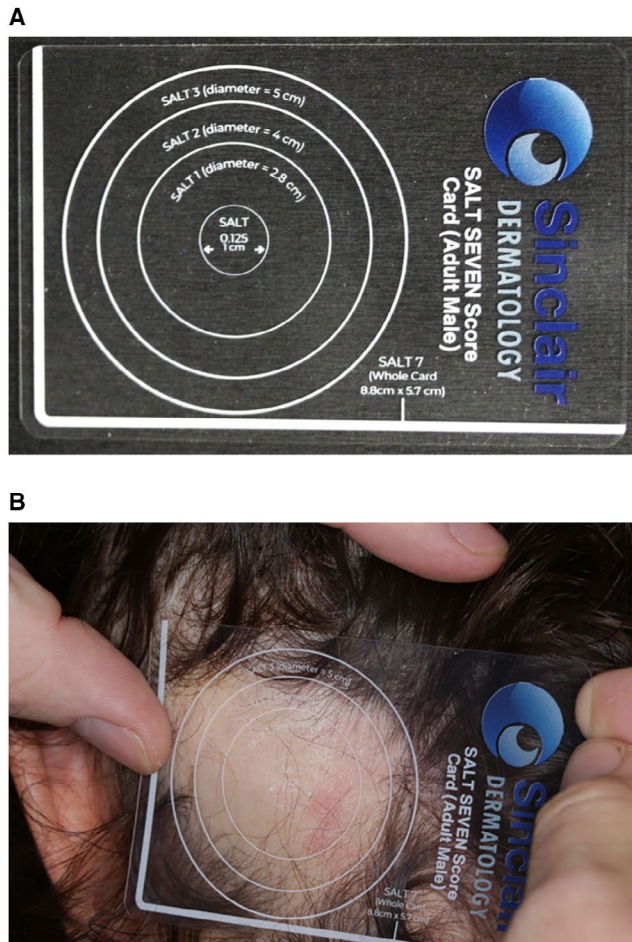 A
SALT 3 (diameter = 5 cm)
SALT 2 (diameter = 4 cm)
SALT 1 (diameter = 2.8 cm)
SALT
0.125
1 cm
SALT 7
(Whole Card
8.8cm x 5.7 cm)
Sinclair
DERMATOLOGY
SALT SEVEN Score
Card (Adult Male)
B
SALT 3 (diameter = 5 cm)
SALT 7
(Whole Card
8.8cm x 5.7 cm)
DERMATOLOGY
SALT SEVEN Score
Card (Adult Male)